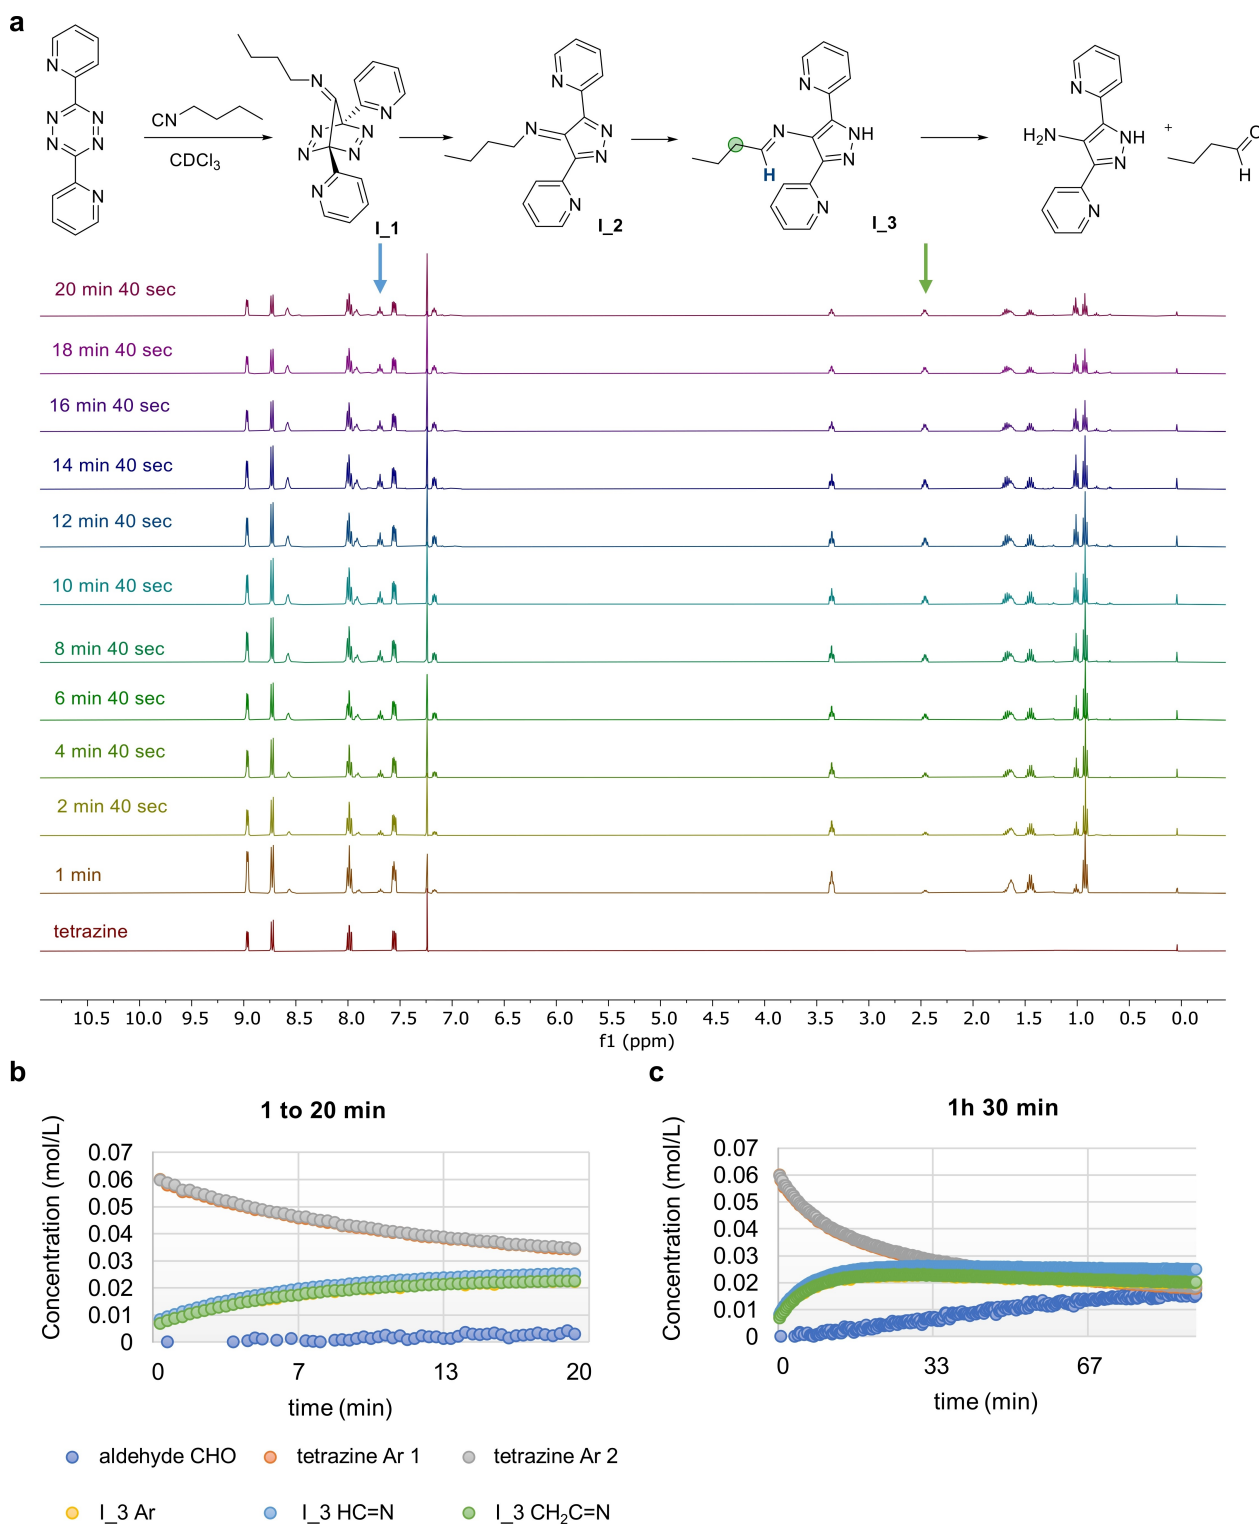 a
N
N
N
N
N
N
CN
CDCl₃
N
N
N
N
N
N
N
I_1
N
N
N
N
N
I_2
N
N
NH
N
N
H
I_3
N
H₂N
NH
N
N
+
O
H
20 min 40 sec
18 min 40 sec
16 min 40 sec
14 min 40 sec
12 min 40 sec
10 min 40 sec
8 min 40 sec
6 min 40 sec
4 min 40 sec
2 min 40 sec
1 min
tetrazine
10.5 10.0 9.5 9.0 8.5 8.0 7.5 7.0 6.5 6.0 5.5 5.0 4.5 4.0 3.5 3.0 2.5 2.0 1.5 1.0 0.5 0.0
f1 (ppm)
b
1 to 20 min
Concentration (mol/L)
0.07
0.06
0.05
0.04
0.03
0.02
0.01
0
0 7 13 20
time (min)
c
1h 30 min
Concentration (mol/L)
0.07
0.06
0.05
0.04
0.03
0.02
0.01
0
0 33 67
time (min)
aldehyde CHO tetrazine Ar 1 tetrazine Ar 2
I_3 Ar I_3 HC=N I_3 CH₂C=N